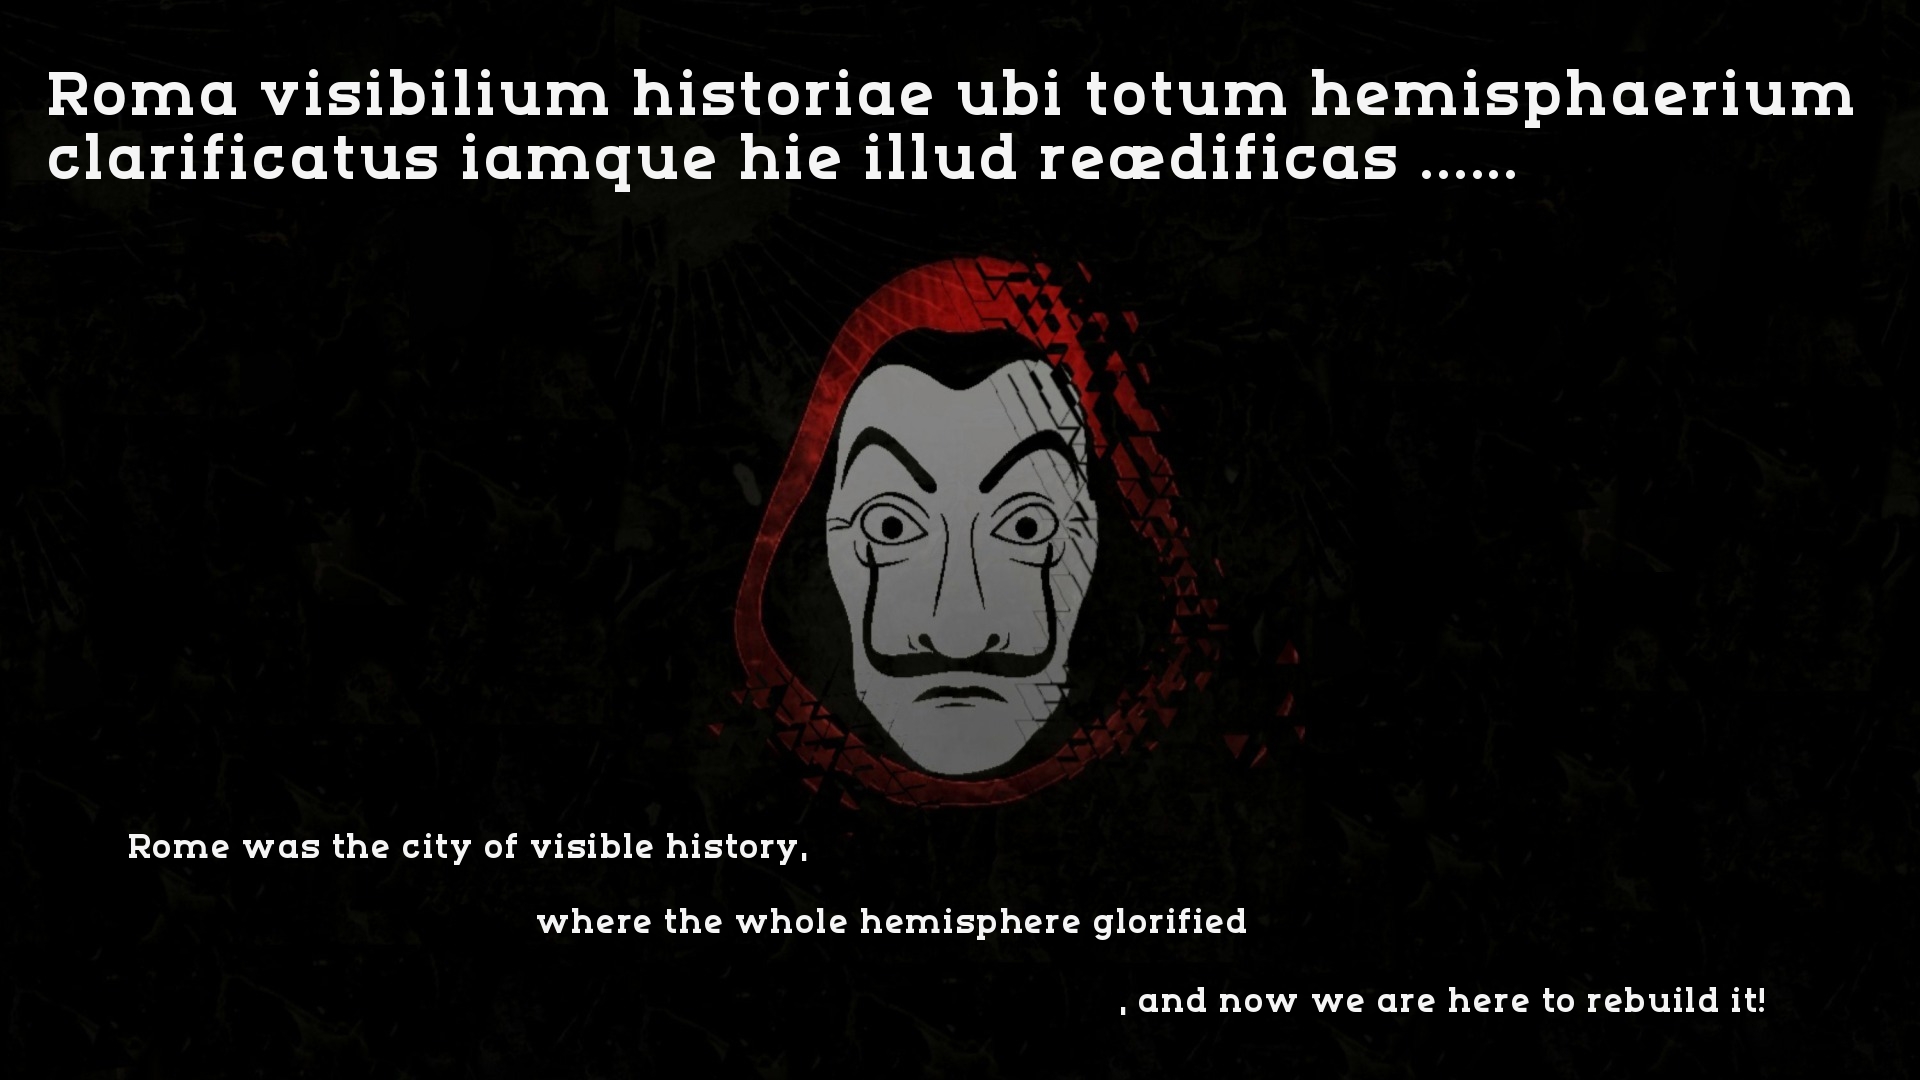 Roma visibilium historiae ubi totum hemisphaerium
clarificatus iamque hie illud reædificas ......
Rome was the city of visible history,
where the whole hemisphere glorified
, and now we are here to rebuild it!